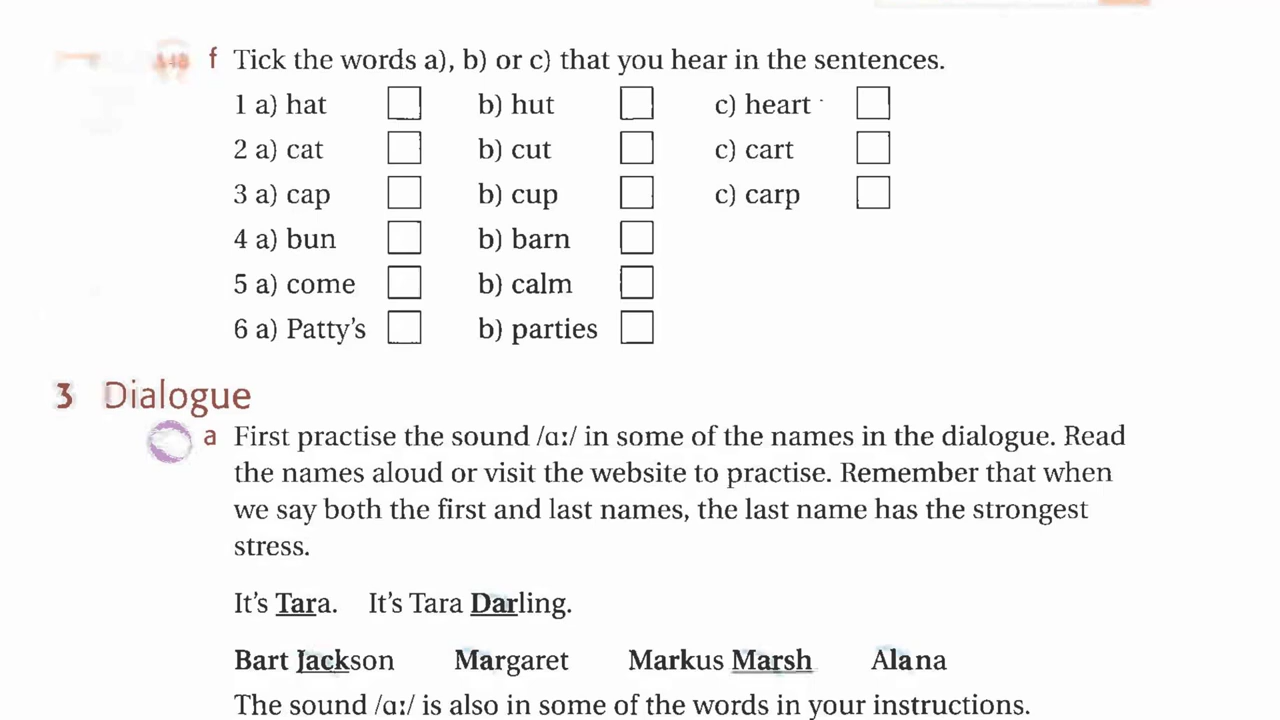 f Tick the words a), b) or c) that you hear in the sentences.
1 a) hat b) hut c) heart
2 a) cat b) cut c) cart
3 a) cap b) cup c) carp
4 a) bun b) barn
5 a) come b) calm
6 a) Patty's b) parties
3 Dialogue
a First practise the sound /ɑː/ in some of the names in the dialogue. Read
the names aloud or visit the website to practise. Remember that when
we say both the first and last names, the last name has the strongest
stress.
It's Tara. It's Tara Darling.
Bart Jackson Margaret Markus Marsh Alana
The sound /ɑː/ is also in some of the words in your instructions.